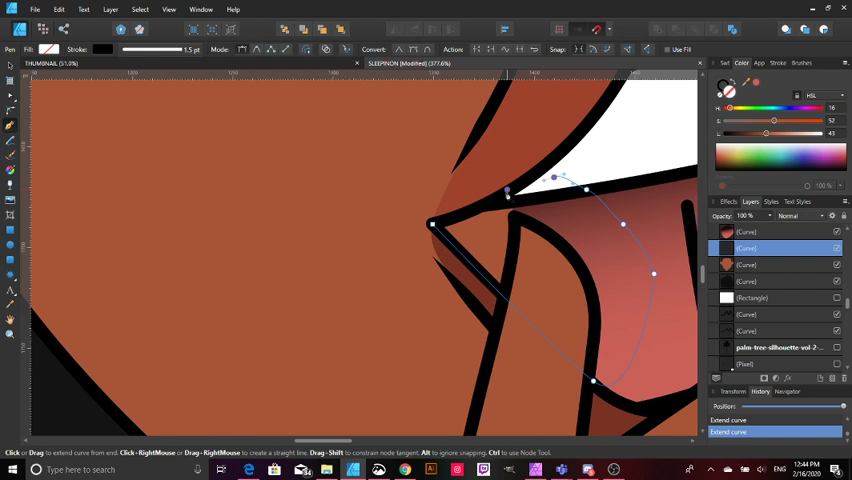 File Edit Text Layer Select View Window Help
Pen Fill: Stroke: 1.5 pt Mode: Convert: Action: Snap: Use Fill
THUMBNAIL (51.0%) × SLEEPINON [Modified] (377.6%) ×
Swt Color Stroke Brushes
HSL
H: 16
S: 52
L: 43
Opacity 100 %
Effects Layers Styles Text Styles
Opacity: 100 % Normal
(Curve)
(Curve)
(Curve)
(Curve)
(Rectangle)
(Curve)
(Curve)
palm-tree-silhouette-vol-2-...
(Pixel)
Transform History Navigator
Position:
Extend curve
Extend curve
Click or Drag to extend curve from end. Click+RightMouse or Drag+RightMouse to create a straight line. Drag+Shift to constrain node tangent. Alt to ignore snapping. Ctrl to use Node Tool.
Type here to search
12:44 PM
2/16/2020